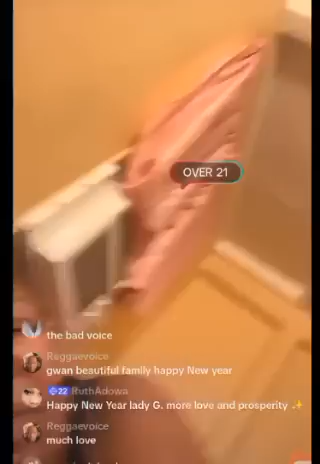 OVER 21
the bad voice
Reggaevoice
gwan beautiful family happy New year
22 RuthAdowa
Happy New Year lady G. more love and prosperity ✨
Reggaevoice
much love